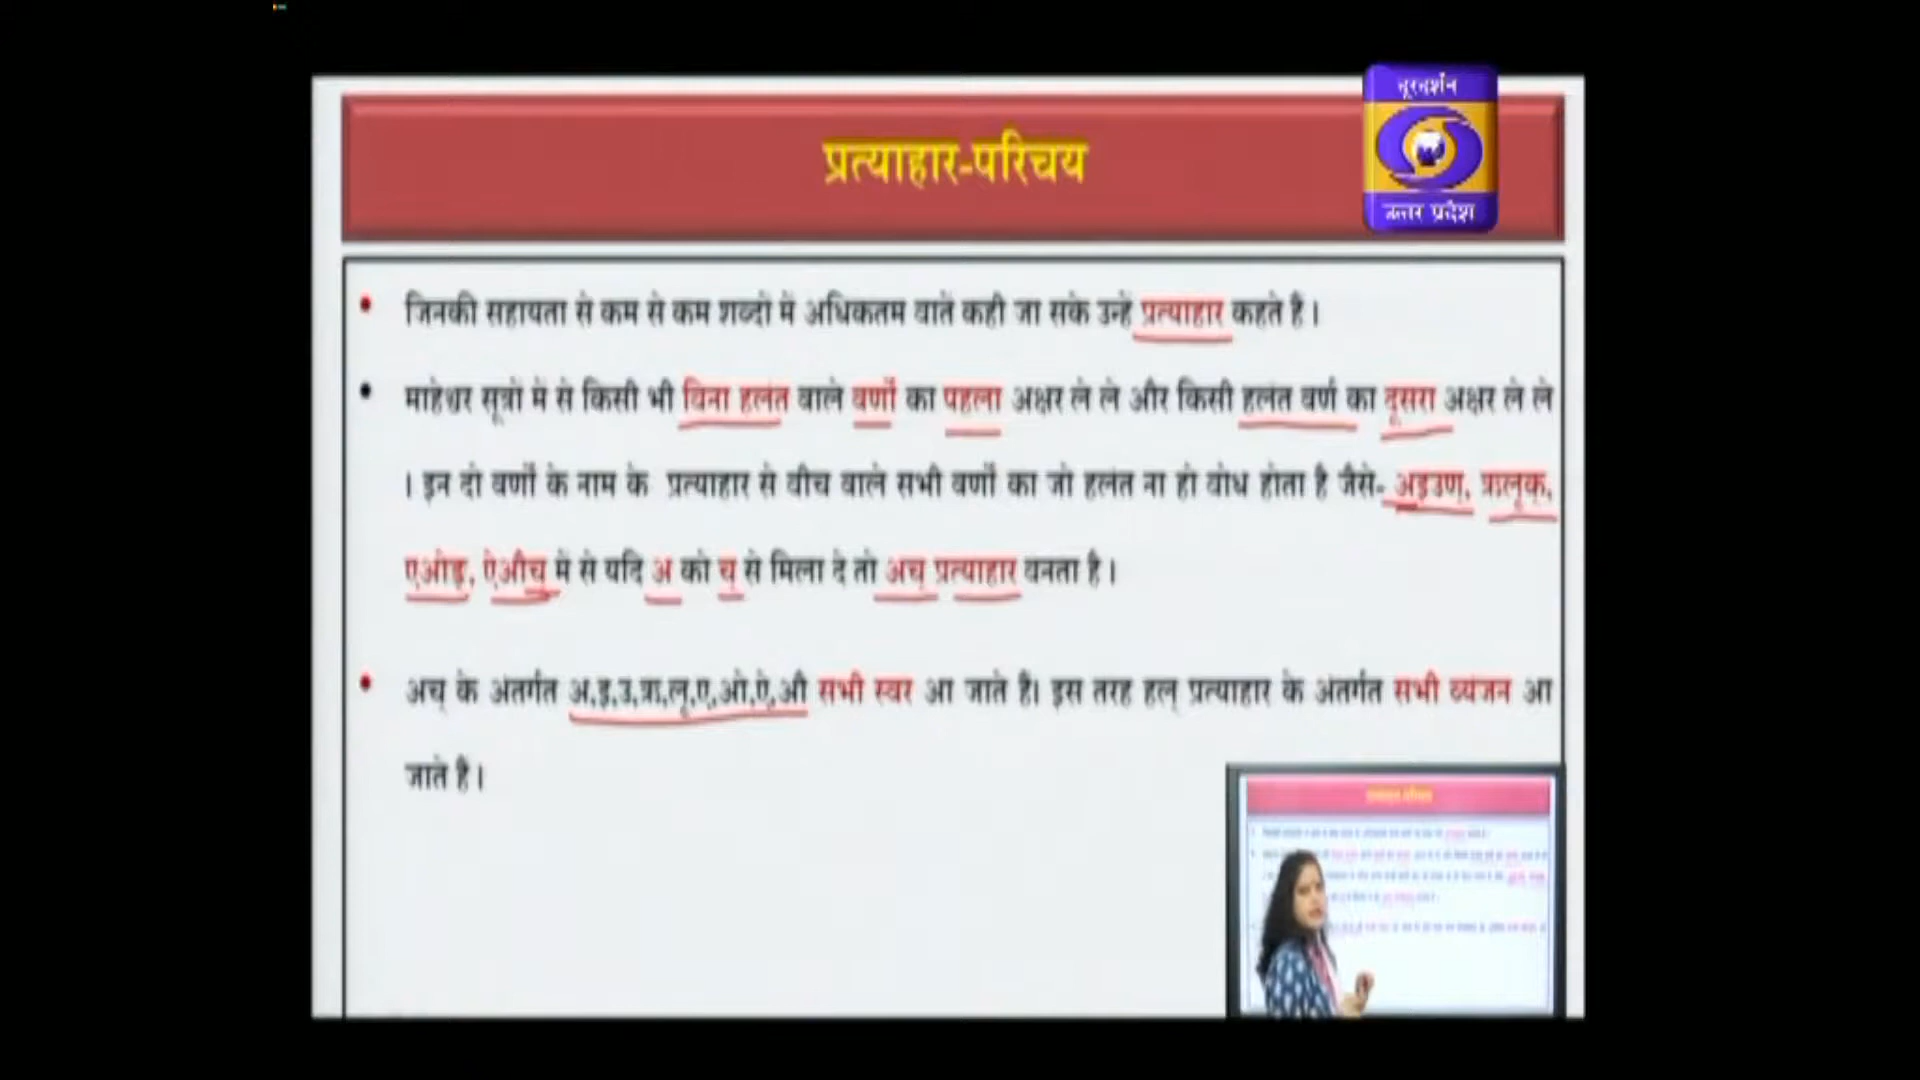 दूरदर्शन
उत्तर प्रदेश
प्रत्याहार-परिचय
जिनकी सहायता से कम से कम शब्दों में अधिकतम बातें कही जा सके उन्हें प्रत्याहार कहते हैं।
माहेश्वर सूत्रों में से किसी भी बिना हलंत वाले वर्णों का पहला अक्षर ले ले और किसी हलंत वर्ण का दूसरा अक्षर ले ले
। इन दो वर्णों के नाम के प्रत्याहार से बीच वाले सभी वर्णों का जो हलंत ना हो बोध होता है जैसे- अइउण्, ऋलृक्,
एओङ्, ऐऔच् में से यदि अ को च् से मिला दे तो अच् प्रत्याहार बनता है।
अच् के अंतर्गत अ,इ,उ,ऋ,लृ,ए,ओ,ऐ,औ सभी स्वर आ जाते हैं। इस तरह हल् प्रत्याहार के अंतर्गत सभी व्यंजन आ
जाते हैं।